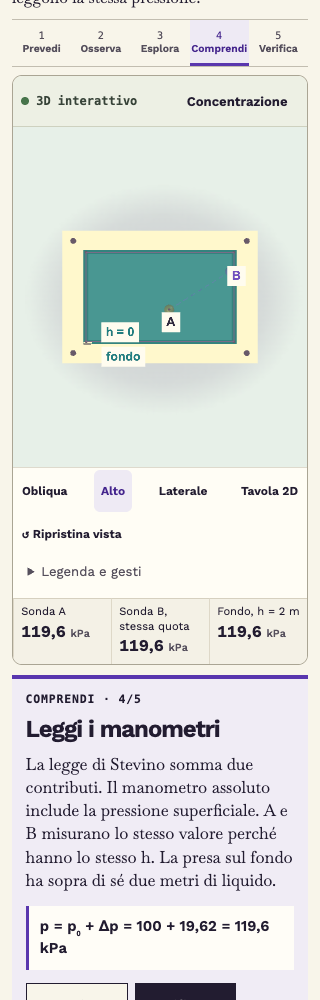 leggono la stessa pressione.
1 2 3 4 5
Prevedi Osserva Esplora Comprendi Verifica
3D interattivo Concentrazione
B
A
h = 0
fondo
Obliqua Alto Laterale Tavola 2D
↺ Ripristina vista
▶ Legenda e gesti
Sonda A
119,6 kPa
Sonda B,
stessa quota
119,6 kPa
Fondo, h = 2 m
119,6 kPa
COMPRENDI · 4/5
Leggi i manometri
La legge di Stevino somma due
contributi. Il manometro assoluto
include la pressione superficiale. A e
B misurano lo stesso valore perché
hanno lo stesso h. La presa sul fondo
ha sopra di sé due metri di liquido.
p = p₀ + Δp = 100 + 19,62 = 119,6
kPa